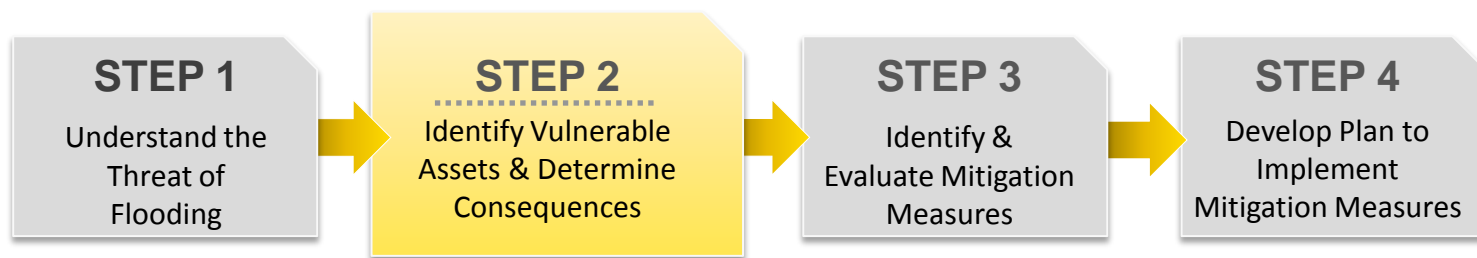 STEP 1
Understand the
Threat of
Flooding
STEP 2
Identify Vulnerable
Assets & Determine
Consequences
STEP 3
Identify &
Evaluate Mitigation
Measures
STEP 4
Develop Plan to
Implement
Mitigation Measures